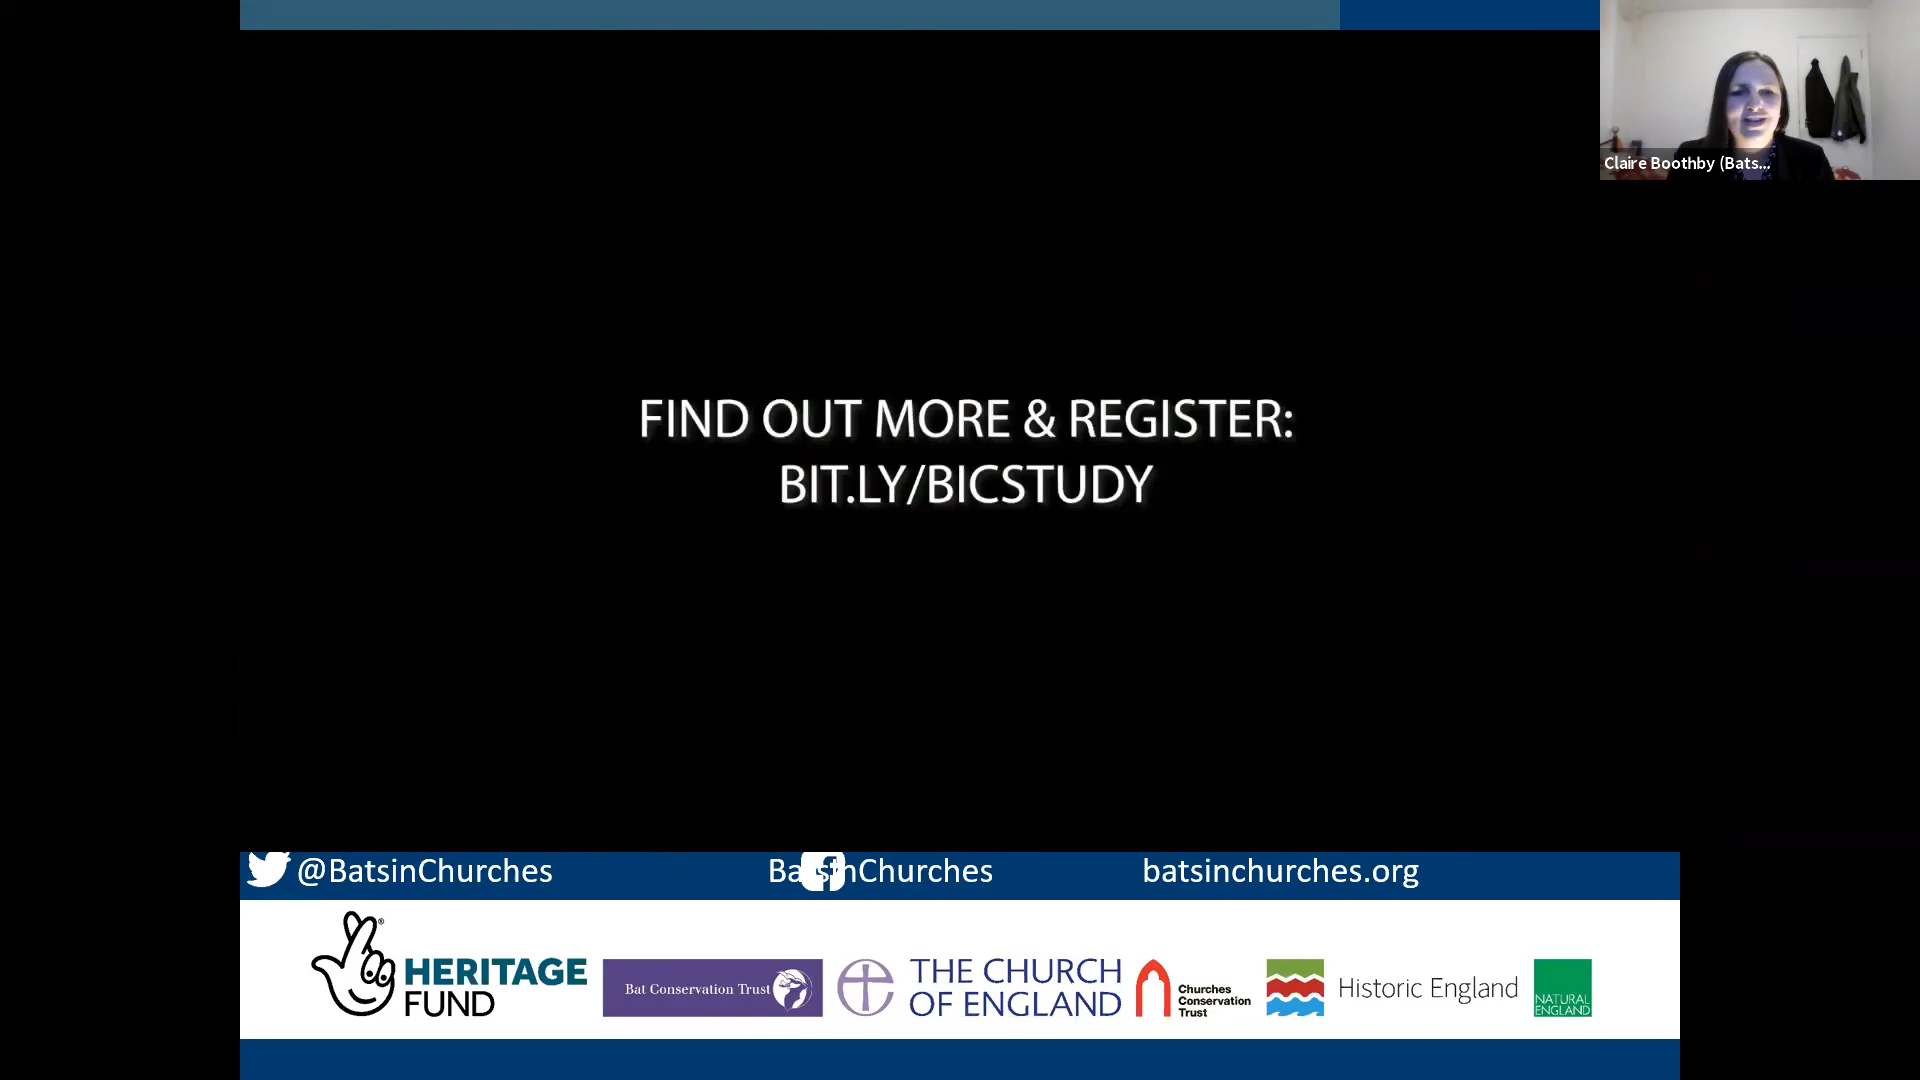 Claire Boothby (Bats...
FIND OUT MORE & REGISTER:
BIT.LY/BICSTUDY
@BatsinChurches
BatsinChurches
batsinchurches.org
HERITAGE
FUND
Bat Conservation Trust
THE CHURCH
OF ENGLAND
Churches
Conservation
Trust
Historic England
NATURAL
ENGLAND